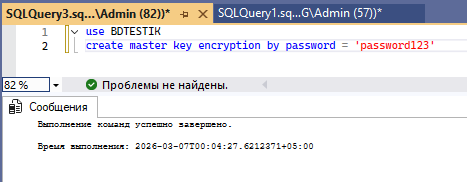 SQLQuery3.sq...\Admin (82))*
SQLQuery1.sq...G\Admin (57))*
1 use BDTESTIK
2 create master key encryption by password = 'password123'
82 %
Проблемы не найдены.
Сообщения
Выполнение команд успешно завершено.
Время выполнения: 2026-03-07T00:04:27.6212371+05:00